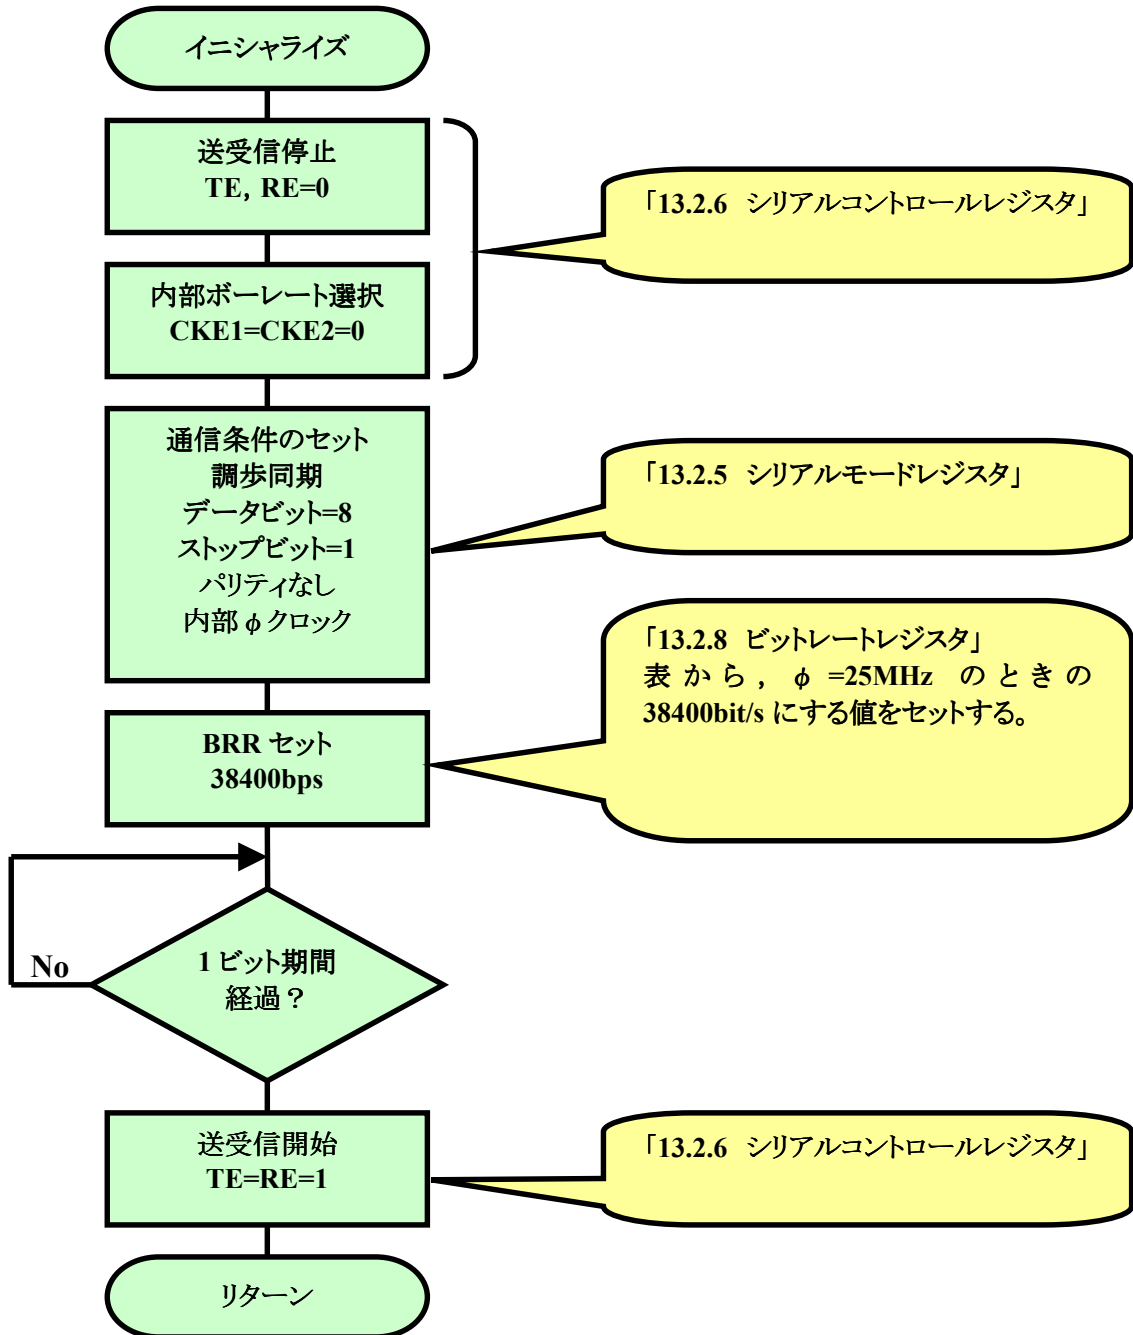 イニシャライズ
送受信停止
TE, RE=0
「13.2.6 シリアルコントロールレジスタ」
内部ボーレート選択
CKE1=CKE2=0
通信条件のセット
調歩同期
データビット=8
ストップビット=1
パリティなし
内部φクロック
「13.2.5 シリアルモードレジスタ」
「13.2.8 ビットレートレジスタ」
表から，φ=25MHz のときの
38400bit/s にする値をセットする。
BRR セット
38400bps
No
1 ビット期間
経過？
送受信開始
TE=RE=1
「13.2.6 シリアルコントロールレジスタ」
リターン